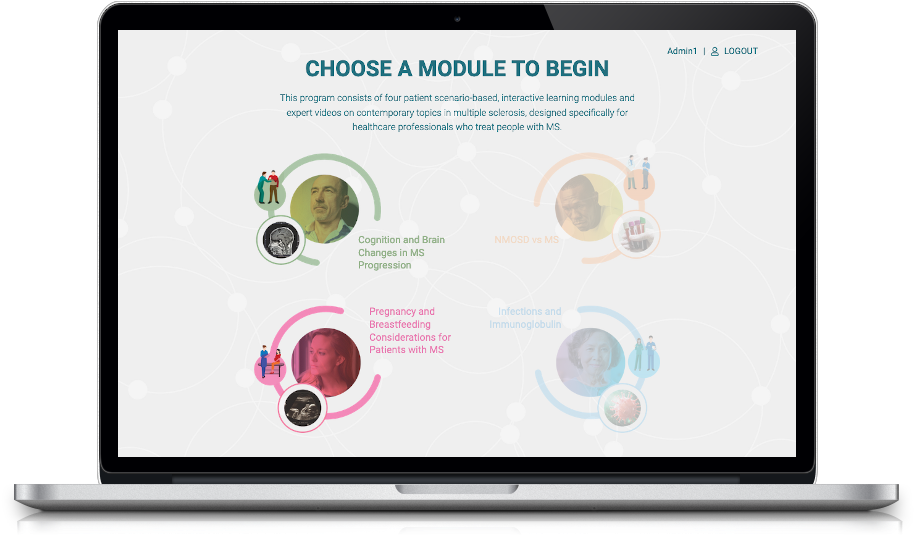 Admin1 | LOGOUT
CHOOSE A MODULE TO BEGIN
This program consists of four patient scenario-based, interactive learning modules and
expert videos on contemporary topics in multiple sclerosis, designed specifically for
healthcare professionals who treat people with MS.
Cognition and Brain
Changes in MS
Progression
NMOSD vs MS
Pregnancy and
Breastfeeding
Considerations for
Patients with MS
Infections and
Immunoglobulin